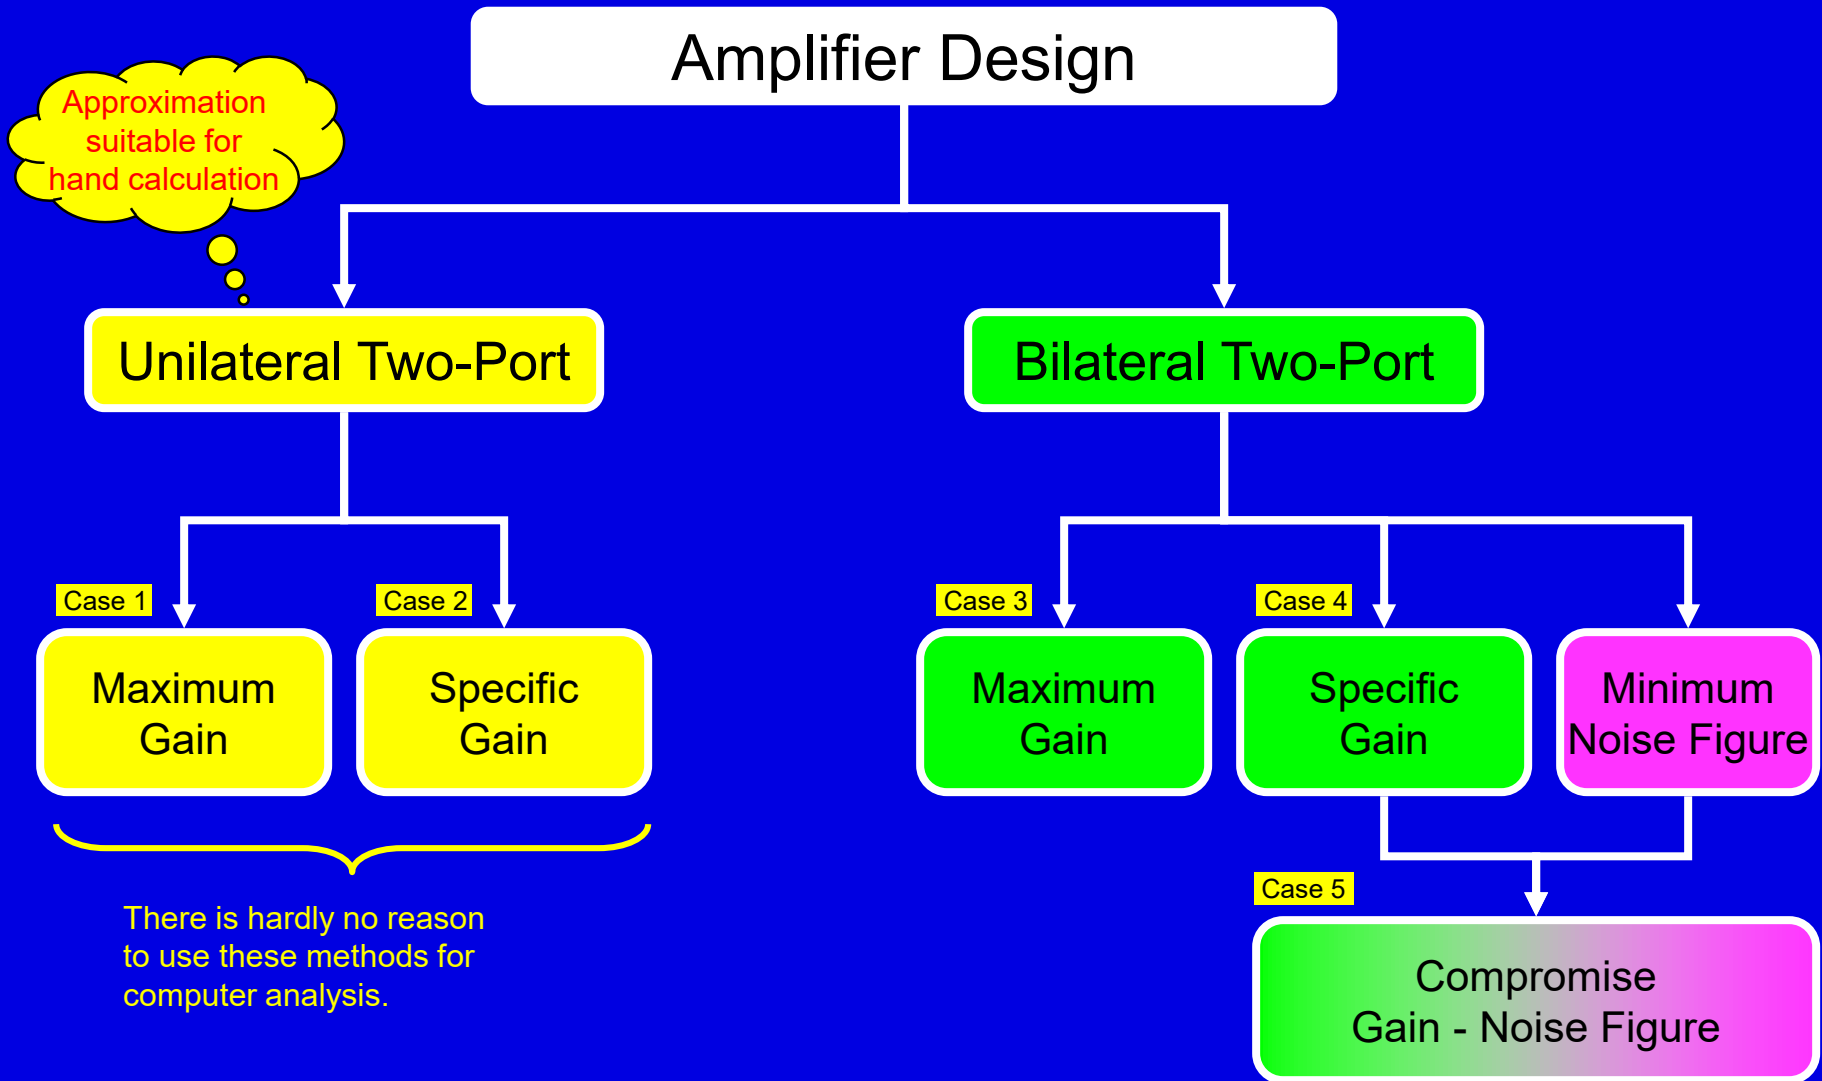 Amplifier Design
Approximation
suitable for
hand calculation
Unilateral Two-Port
Bilateral Two-Port
Case 1
Case 2
Case 3
Case 4
Maximum
Gain
Specific
Gain
Maximum
Gain
Specific
Gain
Minimum
Noise Figure
There is hardly no reason
to use these methods for
computer analysis.
Case 5
Compromise
Gain - Noise Figure